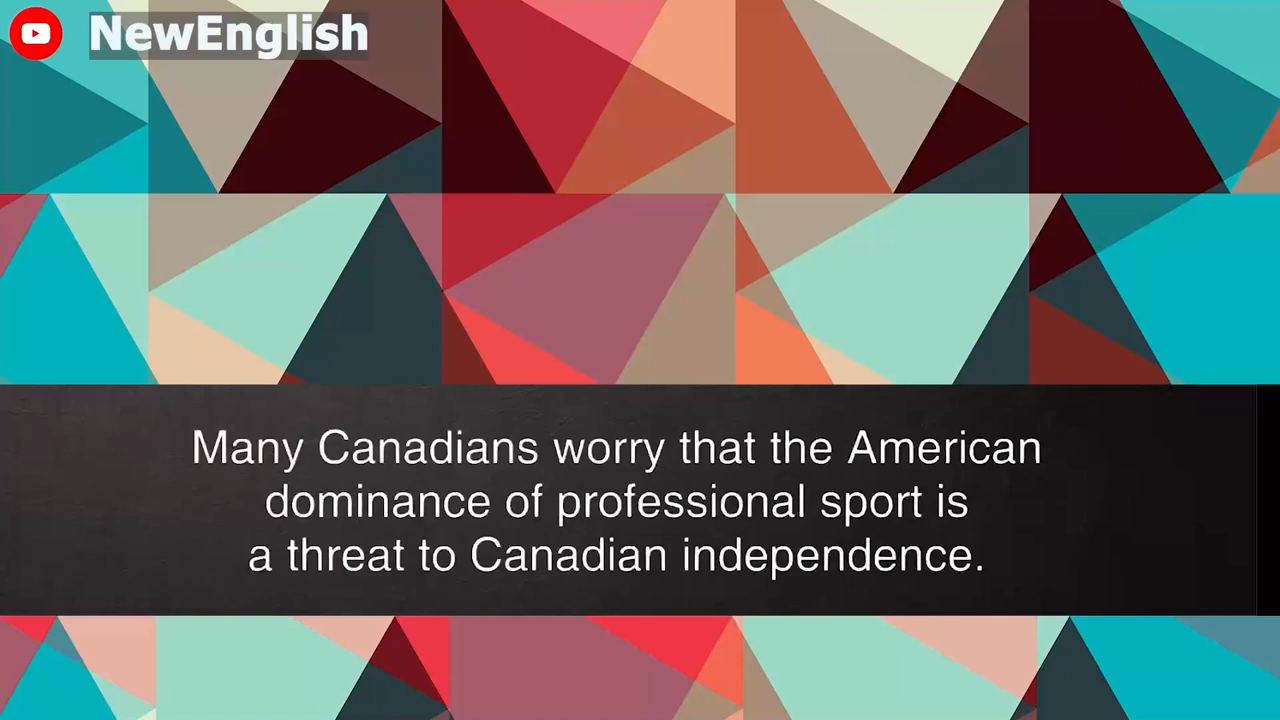 NewEnglish
Many Canadians worry that the American
dominance of professional sport is
a threat to Canadian independence.